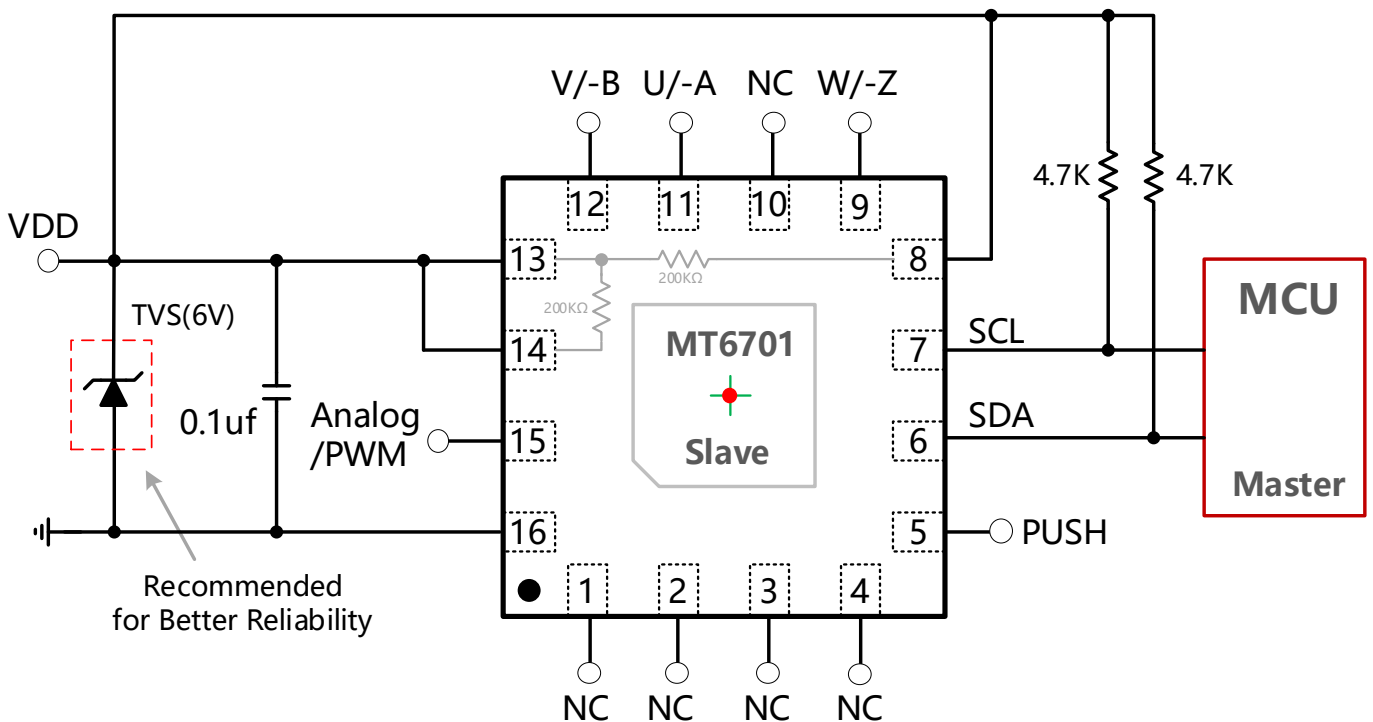 V/-B U/-A NC W/-Z
12 11 10 9
4.7K 4.7K
VDD
13
8
200KΩ
200KΩ
TVS(6V)
14
MT6701
7
SCL
MCU
0.1uf
Analog
/PWM
15
Slave
6
SDA
Master
16
5
PUSH
Recommended
for Better Reliability
1 2 3 4
NC NC NC NC